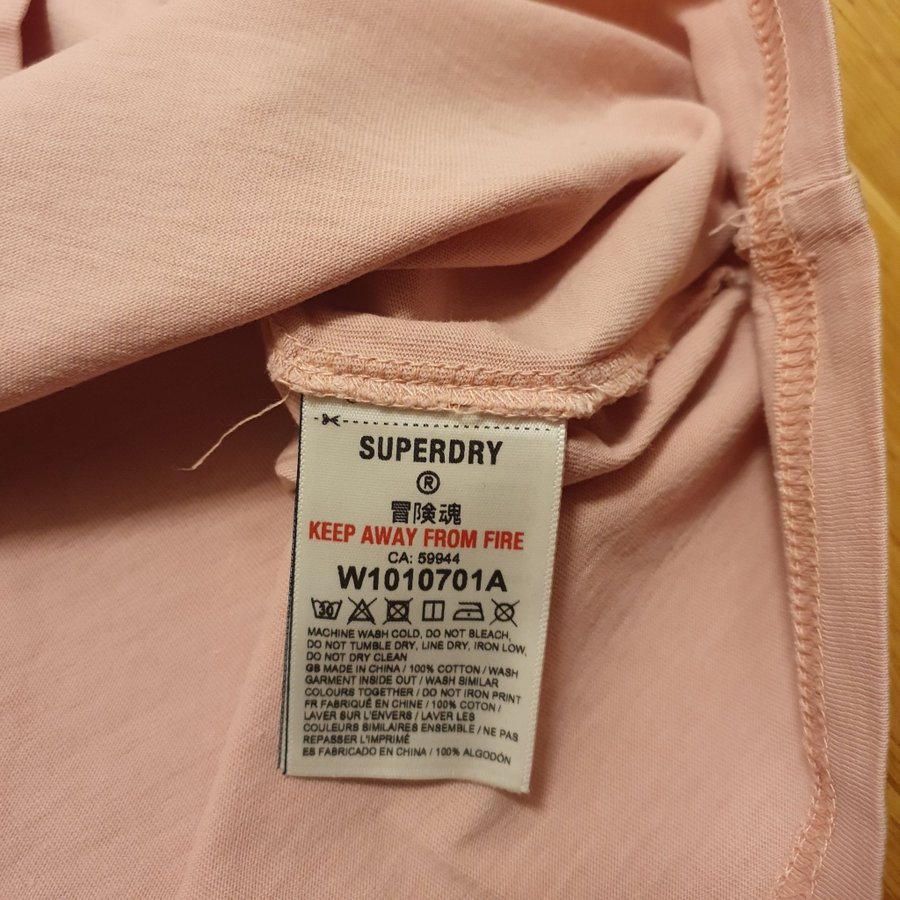 SUPERDRY
®
冒険魂
KEEP AWAY FROM FIRE
CA: 59944
W1010701A
30
MACHINE WASH COLD, DO NOT BLEACH,
DO NOT TUMBLE DRY, LINE DRY, IRON LOW,
DO NOT DRY CLEAN
GB MADE IN CHINA / 100% COTTON / WASH
GARMENT INSIDE OUT / WASH SIMILAR
COLOURS TOGETHER / DO NOT IRON PRINT
FR FABRIQUÉ EN CHINE / 100% COTON /
LAVER SUR L'ENVERS / LAVER LES
COULEURS SIMILAIRES ENSEMBLE / NE PAS
REPASSER L'IMPRIMÉ
ES FABRICADO EN CHINA / 100% ALGODÓN